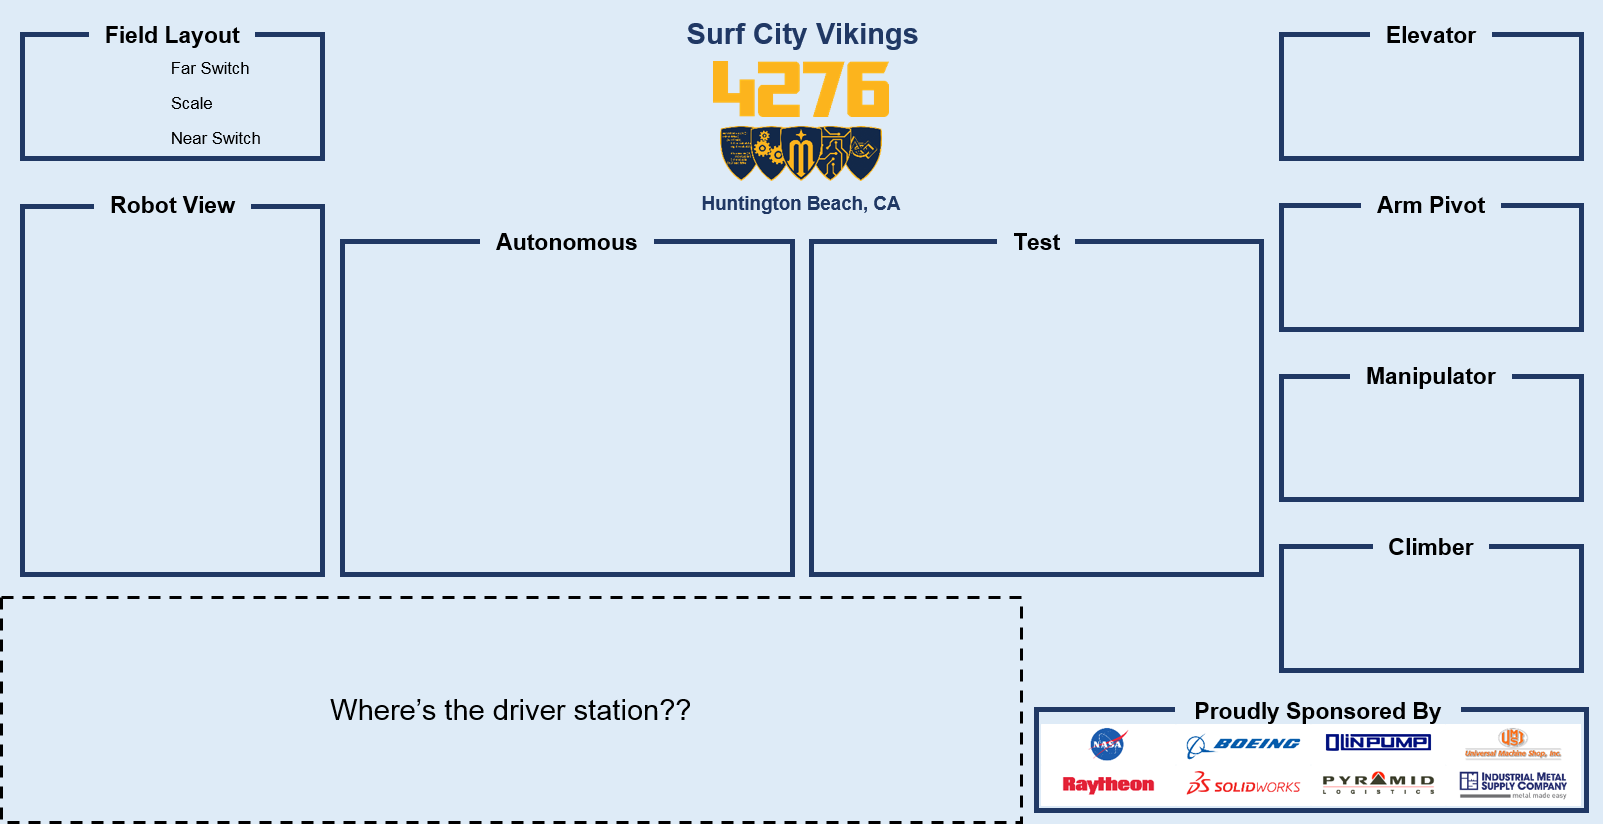 Field Layout
Far Switch
Scale
Near Switch
Surf City Vikings
4276
Huntington Beach, CA
Elevator
Robot View
Autonomous
Test
Arm Pivot
Manipulator
Climber
Where's the driver station??
Proudly Sponsored By
NASA
BOEING
OLINPUMP
UMS
Universal Machine Shop, Inc.
Raytheon
SOLIDWORKS
PYRAMID
LOGISTICS
INDUSTRIAL METAL
SUPPLY COMPANY
metal made easy